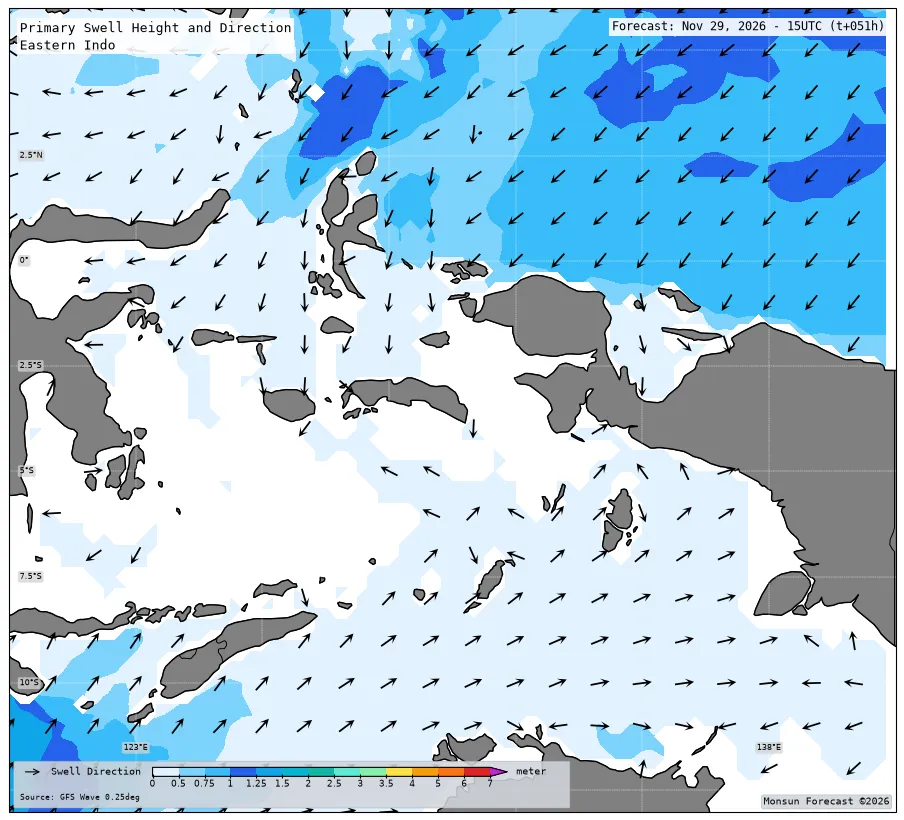 Primary Swell Height and Direction
Eastern Indo
Forecast: Nov 29, 2026 - 15UTC (t+051h)
2.5°N
0°
2.5°S
5°S
7.5°S
10°S
123°E
138°E
Swell Direction
meter
0 0.5 0.75 1 1.25 1.5 2 2.5 3 3.5 4 5 6 7
Source: GFS Wave 0.25deg
Monsun Forecast ©2026